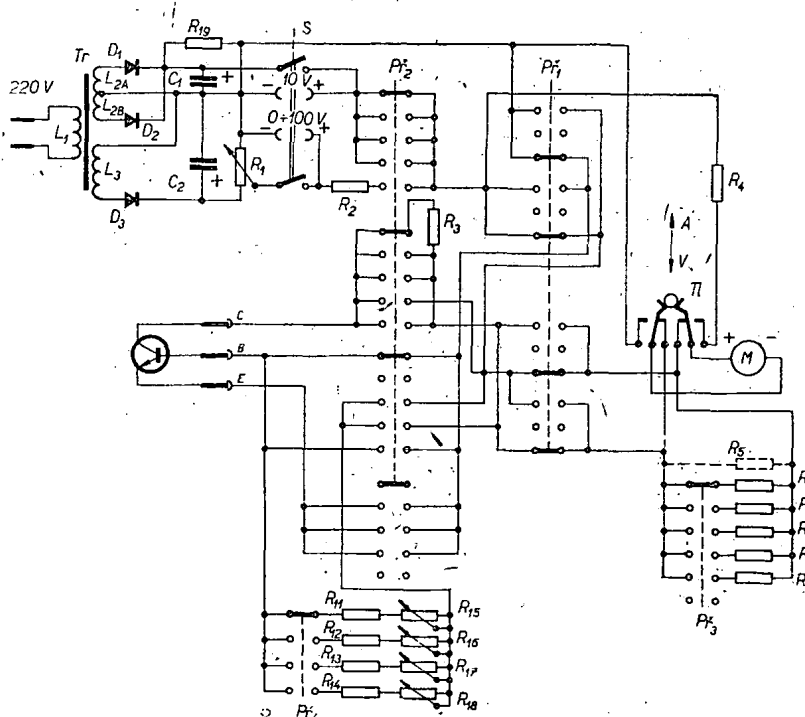 R19
S
Tr
D1
L2A
C1
+
10 V
-
+
Př2
Př1
220 V
L1
L2B
D2
0÷100 V
-
+
L3
C2
+
R1
R2
R4
D3
R3
A
V
Π
+
-
M
C
B
E
R5
R
R
R
R
R
Př3
R11
R15
R12
R16
R13
R17
R14
R18